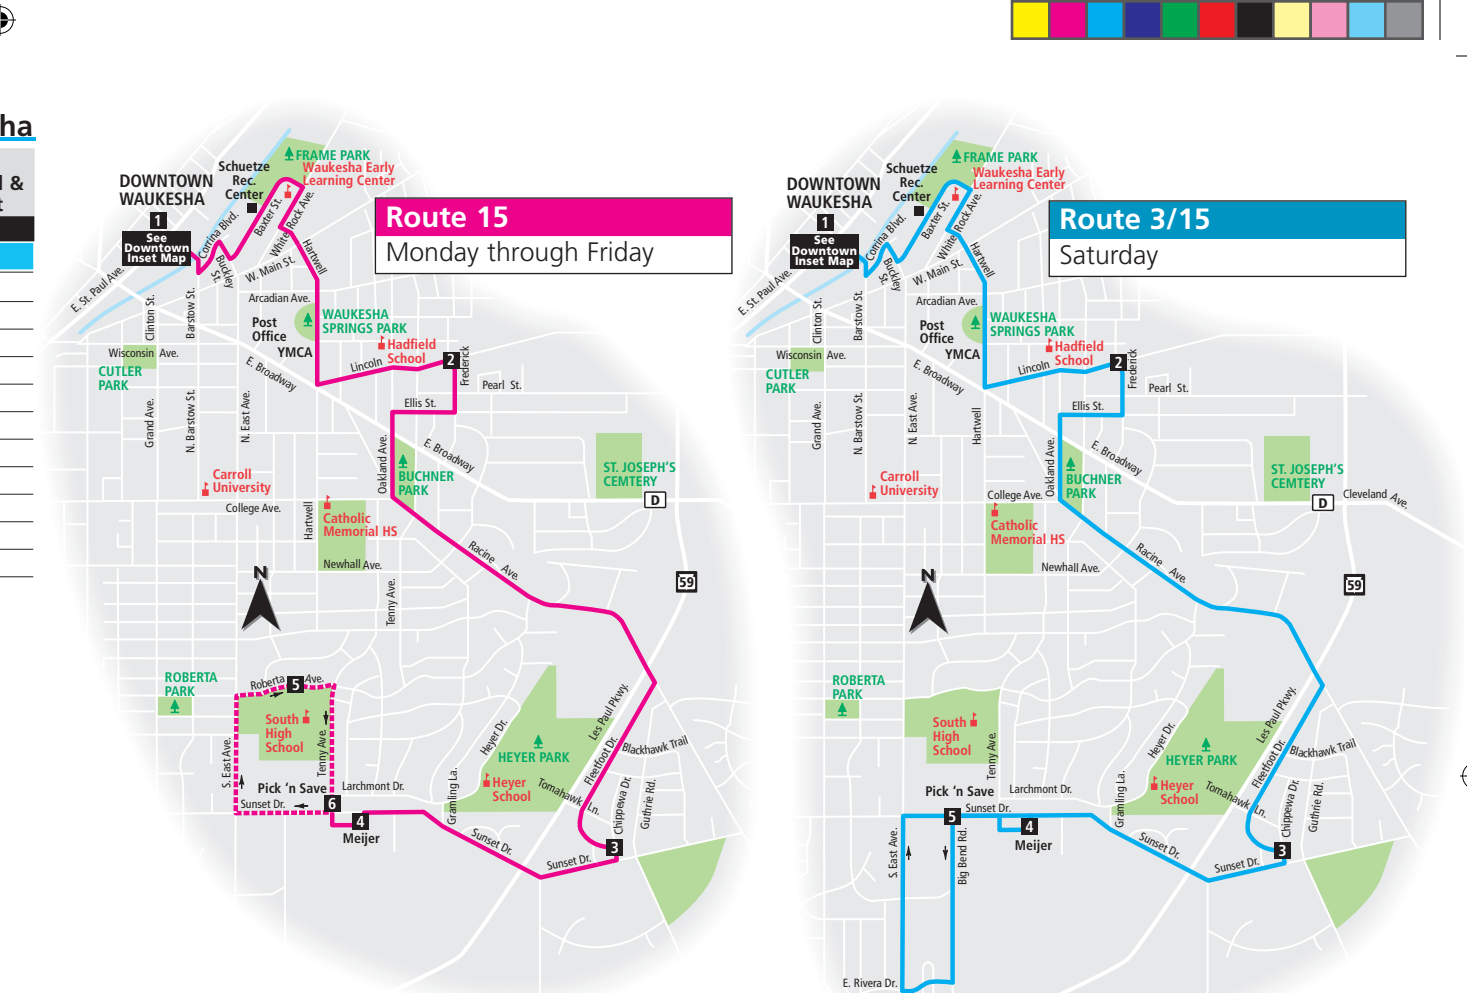 ha
l &
t
DOWNTOWN
WAUKESHA
1
See
Downtown
Inset Map
Schuetze
Rec.
Center
FRAME PARK
Waukesha Early
Learning Center
Route 15
Monday through Friday
Corrina Blvd.
Baxter St.
White Rock Ave.
Buckley
St.
W. Main St.
Hartwell
E. St. Paul Ave.
Clinton St.
Barstow St.
Arcadian Ave.
Post
Office
YMCA
WAUKESHA
SPRINGS PARK
Hadfield
School
2
Frederick
Lincoln
Pearl St.
Wisconsin Ave.
CUTLER
PARK
E. Broadway
Ellis St.
Grand Ave.
N. Barstow St.
N. East Ave.
Oakland Ave.
E. Broadway
BUCHNER
PARK
ST. JOSEPH'S
CEMTERY
D
Carroll
University
College Ave.
Hartwell
Catholic
Memorial HS
Newhall Ave.
Racine Ave.
59
N
Tenny Ave.
ROBERTA
PARK
Roberta Ave.
5
South
High
School
S. East Ave.
Tenny Ave.
Pick 'n Save
Sunset Dr.
6
Larchmont Dr.
4
Meijer
Heyer Dr.
HEYER PARK
Heyer
School
Gramling La.
Les Paul Pkwy.
Fleetfoot Dr.
Blackhawk Trail
Tomahawk Ln.
Chippewa Dr.
Guthrie Rd.
Sunset Dr.
Sunset Dr.
3
DOWNTOWN
WAUKESHA
1
See
Downtown
Inset Map
Schuetze
Rec.
Center
FRAME PARK
Waukesha Early
Learning Center
Route 3/15
Saturday
Corrina Blvd.
Baxter St.
White Rock Ave.
Buckley
St.
W. Main St.
Hartwell
E. St. Paul Ave.
Clinton St.
Barstow St.
Arcadian Ave.
Post
Office
YMCA
WAUKESHA
SPRINGS PARK
Hadfield
School
2
Frederick
Lincoln
Pearl St.
Wisconsin Ave.
CUTLER
PARK
E. Broadway
Ellis St.
Grand Ave.
N. Barstow St.
N. East Ave.
Hartwell
Oakland Ave.
E. Broadway
BUCHNER
PARK
ST. JOSEPH'S
CEMTERY
D
Cleveland Ave.
Carroll
University
College Ave.
Catholic
Memorial HS
Newhall Ave.
Racine Ave.
59
N
ROBERTA
PARK
South
High
School
Tenny Ave.
Pick 'n Save
Sunset Dr.
Larchmont Dr.
5
4
Meijer
S. East Ave.
Big Bend Rd.
E. Rivera Dr.
Heyer Dr.
HEYER PARK
Heyer
School
Gramling La.
Les Paul Pkwy.
Fleetfoot Dr.
Blackhawk Trail
Tomahawk Ln.
Chippewa Dr.
Guthrie Rd.
Sunset Dr.
Sunset Dr.
3